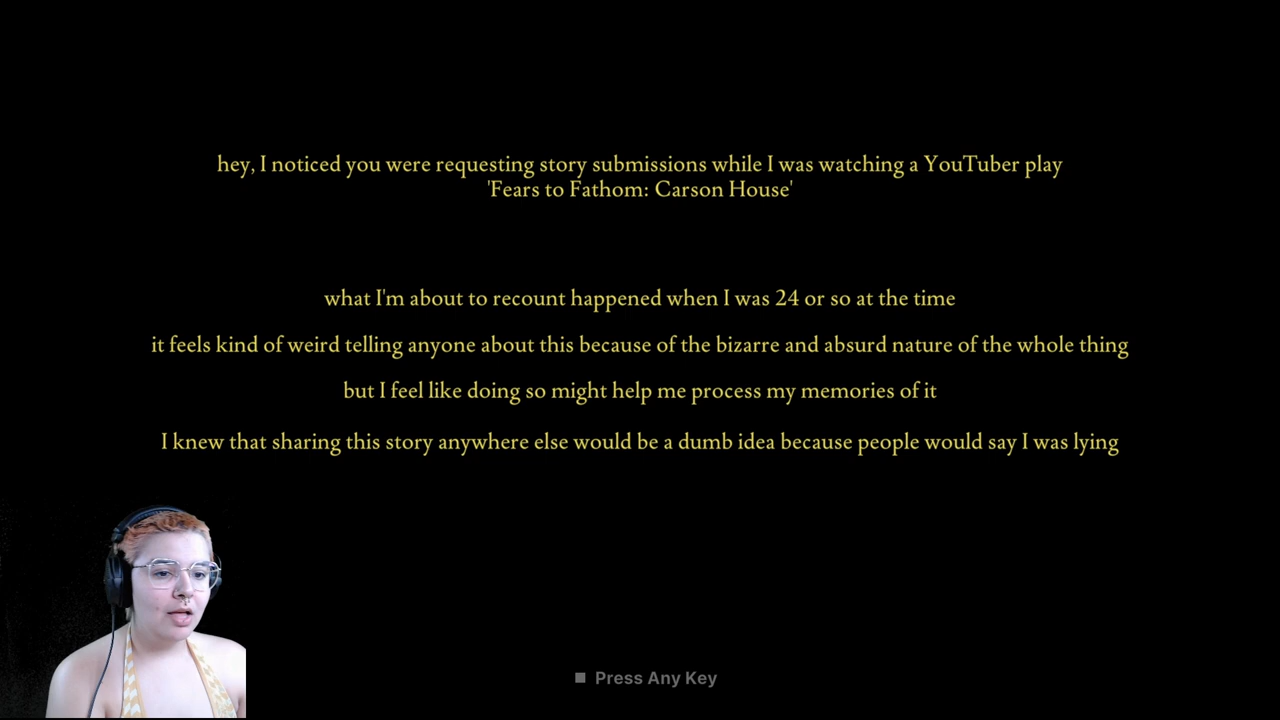 hey, I noticed you were requesting story submissions while I was watching a YouTuber play
'Fears to Fathom: Carson House'
what I'm about to recount happened when I was 24 or so at the time
it feels kind of weird telling anyone about this because of the bizarre and absurd nature of the whole thing
but I feel like doing so might help me process my memories of it
I knew that sharing this story anywhere else would be a dumb idea because people would say I was lying
Press Any Key